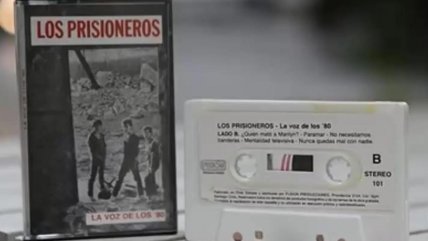 LOS PRISIONEROS
LA VOZ DE LOS '80
LOS PRISIONEROS - La voz de los '80
LADO B: ¿Quién mató a Marilyn? - Paramar - No necesitamos
banderas - Mentalidad televisiva - Nunca quedas mal con nadie.
B
STEREO
101